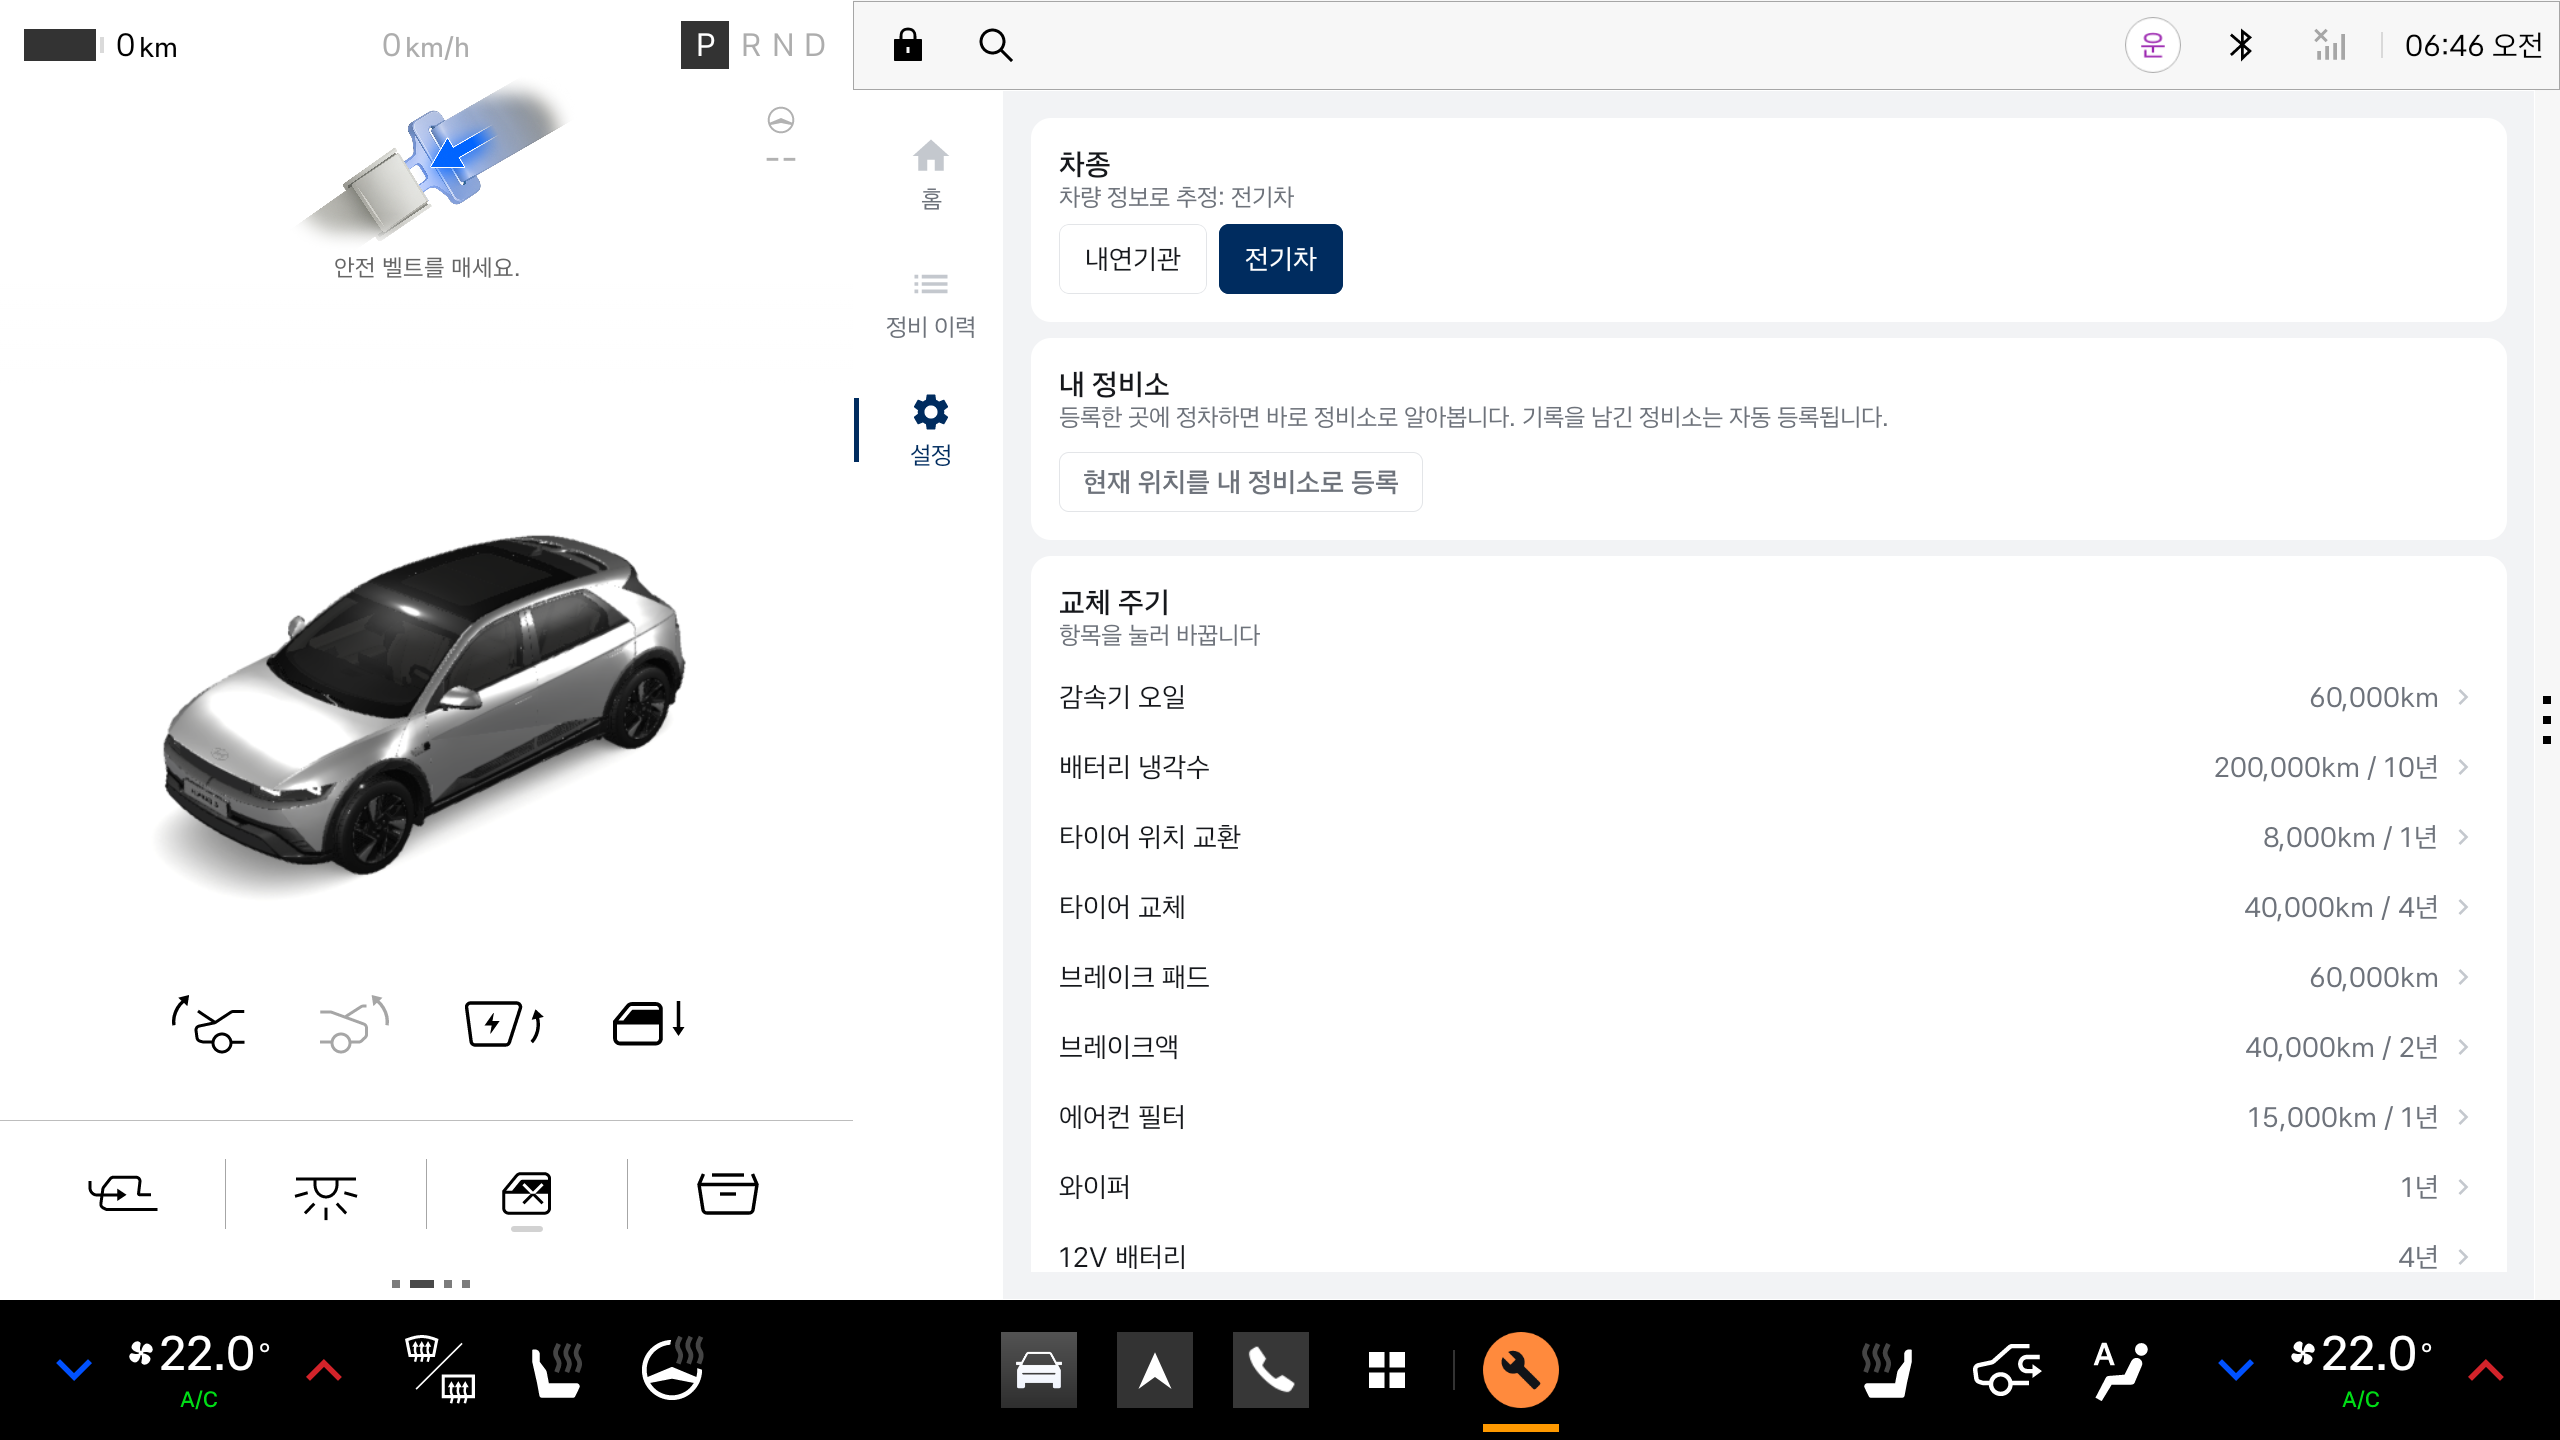 0 km
0 km/h
P R N D
운
06:46 오전
안전 벨트를 매세요.
--
홈
정비 이력
설정
차종
차량 정보로 추정: 전기차
내연기관
전기차
내 정비소
등록한 곳에 정차하면 바로 정비소로 알아봅니다. 기록을 남긴 정비소는 자동 등록됩니다.
현재 위치를 내 정비소로 등록
교체 주기
항목을 눌러 바꿉니다
감속기 오일 60,000km
배터리 냉각수 200,000km / 10년
타이어 위치 교환 8,000km / 1년
타이어 교체 40,000km / 4년
브레이크 패드 60,000km
브레이크액 40,000km / 2년
에어컨 필터 15,000km / 1년
와이퍼 1년
12V 배터리 4년
22.0°
A/C
A
22.0°
A/C